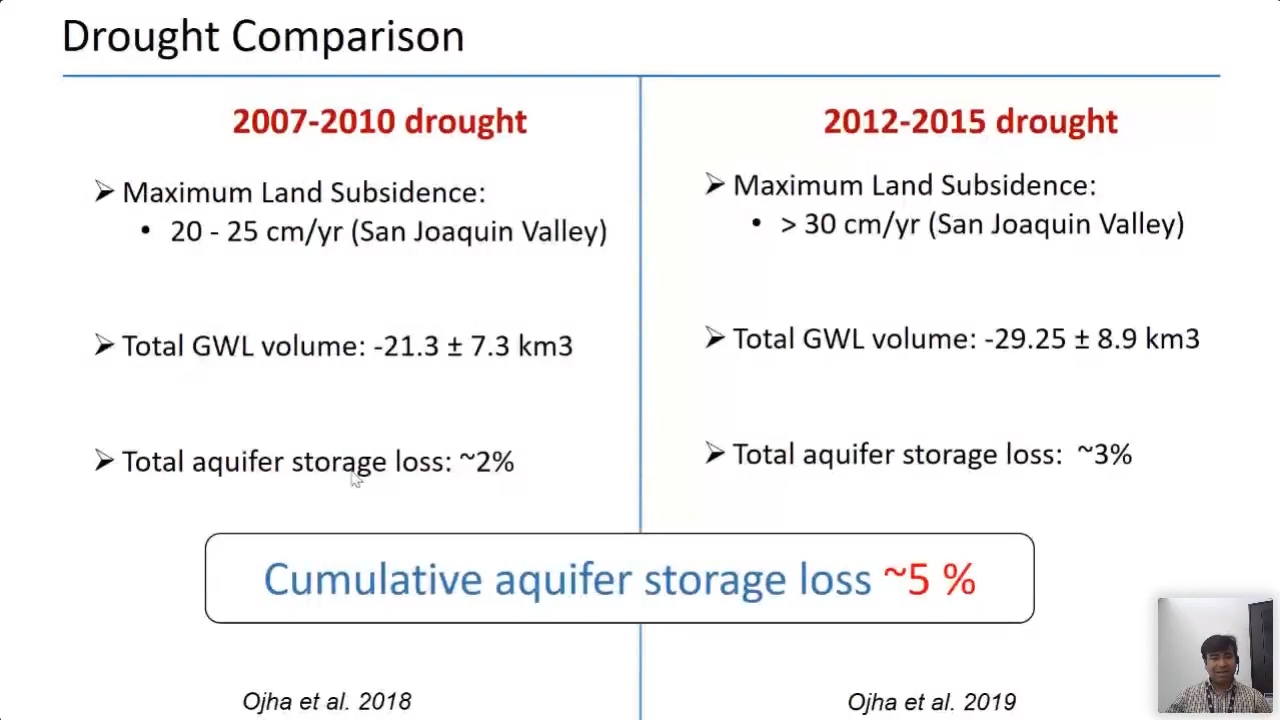 Drought Comparison
2007-2010 drought
➢ Maximum Land Subsidence:
• 20 - 25 cm/yr (San Joaquin Valley)
➢ Total GWL volume: -21.3 ± 7.3 km3
➢ Total aquifer storage loss: ~2%
2012-2015 drought
➢ Maximum Land Subsidence:
• > 30 cm/yr (San Joaquin Valley)
➢ Total GWL volume: -29.25 ± 8.9 km3
➢ Total aquifer storage loss:  ~3%
Cumulative aquifer storage loss ~5 %
Ojha et al. 2018
Ojha et al. 2019